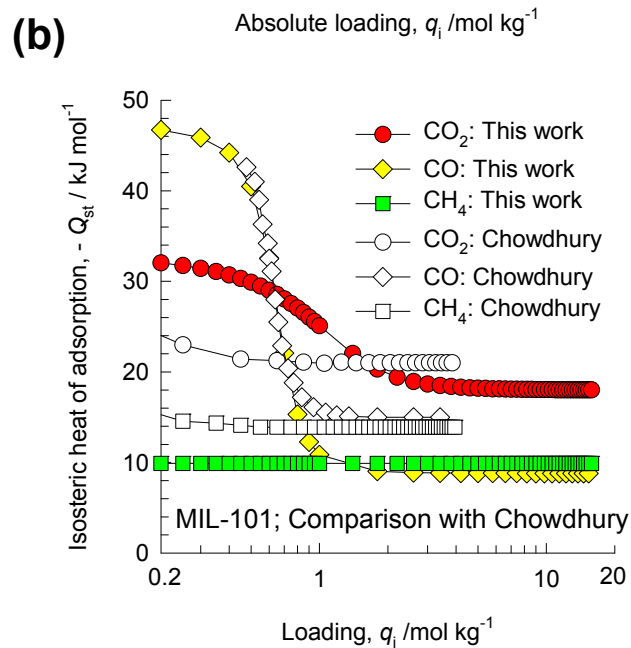 (b)
Absolute loading, qi /mol kg-1
Isosteric heat of adsorption, - Qst / kJ mol-1
50
40
30
20
10
0
CO2: This work
CO: This work
CH4: This work
CO2: Chowdhury
CO: Chowdhury
CH4: Chowdhury
MIL-101; Comparison with Chowdhury
0.2
1
10
20
Loading, qi /mol kg-1